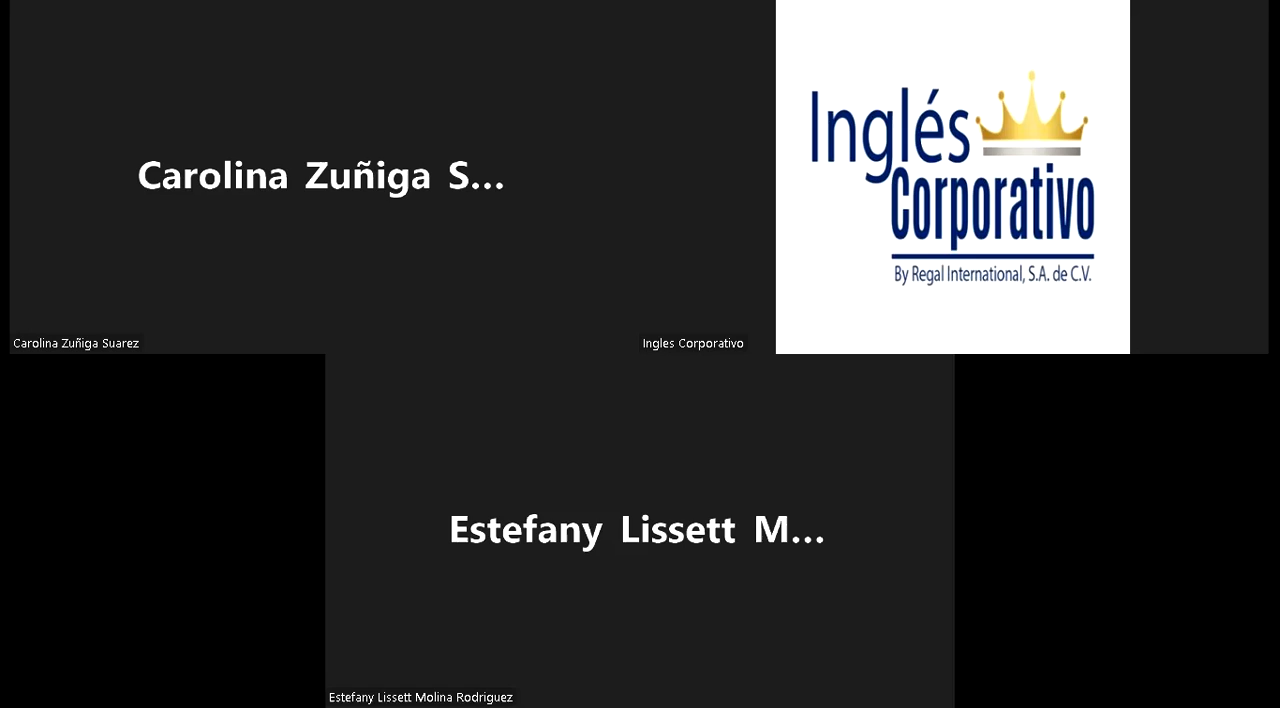 Carolina Zuñiga S...
Carolina Zuñiga Suarez
Inglés
Corporativo
By Regal International, S.A. de C.V.
Ingles Corporativo
Estefany Lissett M...
Estefany Lissett Molina Rodriguez